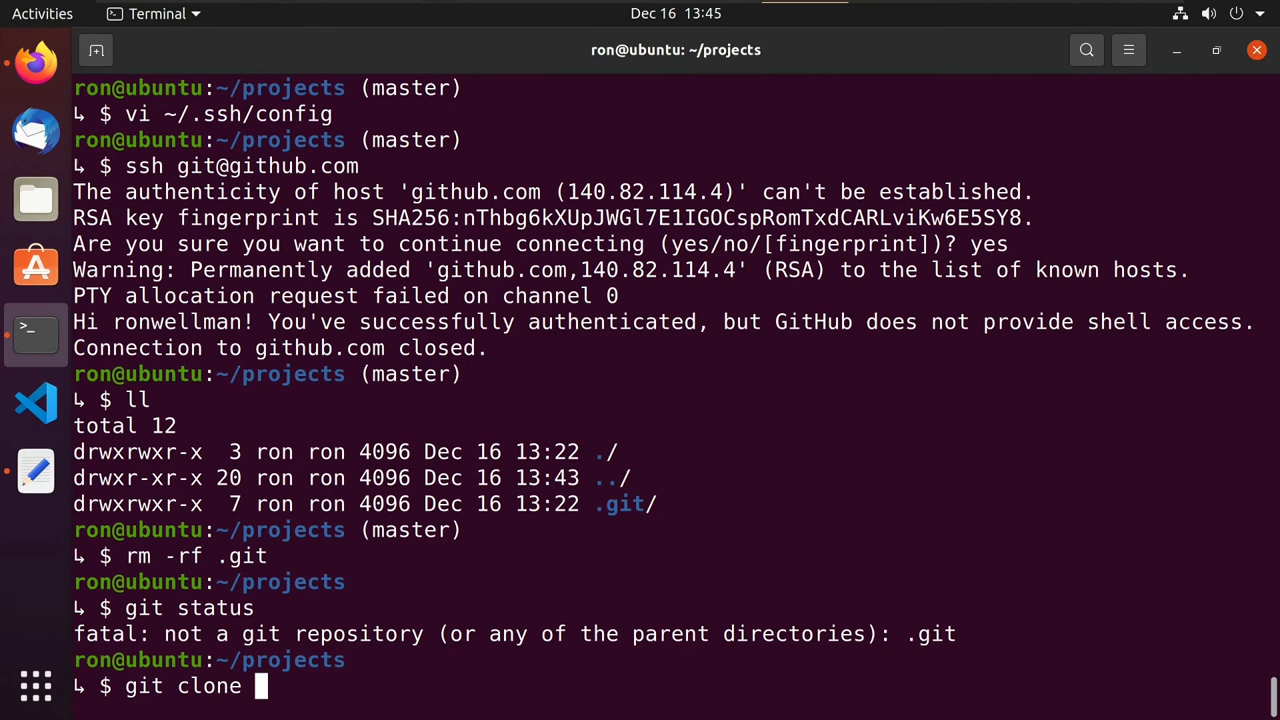 Activities
Terminal
Dec 16 13:45
ron@ubuntu: ~/projects
ron@ubuntu:~/projects (master)
↳ $ vi ~/.ssh/config
ron@ubuntu:~/projects (master)
↳ $ ssh git@github.com
The authenticity of host 'github.com (140.82.114.4)' can't be established.
RSA key fingerprint is SHA256:nThbg6kXUpJWGl7E1IGOCspRomTxdCARLviKw6E5SY8.
Are you sure you want to continue connecting (yes/no/[fingerprint])? yes
Warning: Permanently added 'github.com,140.82.114.4' (RSA) to the list of known hosts.
PTY allocation request failed on channel 0
Hi ronwellman! You've successfully authenticated, but GitHub does not provide shell access.
Connection to github.com closed.
ron@ubuntu:~/projects (master)
↳ $ ll
total 12
drwxrwxr-x  3 ron ron 4096 Dec 16 13:22 ./
drwxr-xr-x 20 ron ron 4096 Dec 16 13:43 ../
drwxrwxr-x  7 ron ron 4096 Dec 16 13:22 .git/
ron@ubuntu:~/projects (master)
↳ $ rm -rf .git
ron@ubuntu:~/projects
↳ $ git status
fatal: not a git repository (or any of the parent directories): .git
ron@ubuntu:~/projects
↳ $ git clone